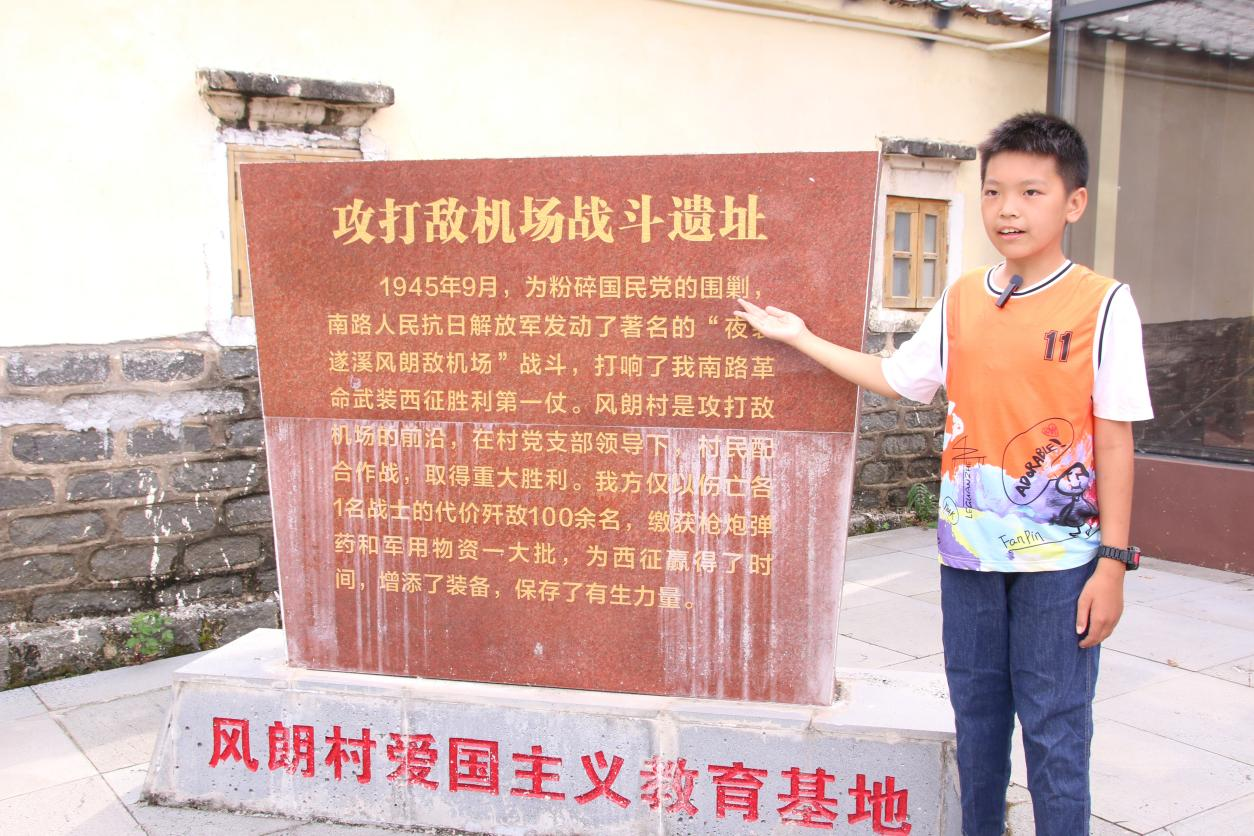 攻打敌机场战斗遗址
1945年9月，为粉碎国民党的围剿，
南路人民抗日解放军发动了著名的“夜袭
遂溪风朗敌机场”战斗，打响了我南路革
命武装西征胜利第一仗。风朗村是攻打敌
机场的前沿，在村党支部领导下，村民配
合作战，取得重大胜利。我方仅以伤亡各
1名战士的代价歼敌100余名，缴获枪炮弹
药和军用物资一大批，为西征赢得了时
间，增添了装备，保存了有生力量。
风朗村爱国主义教育基地
11
ADORABLE!
FanPin